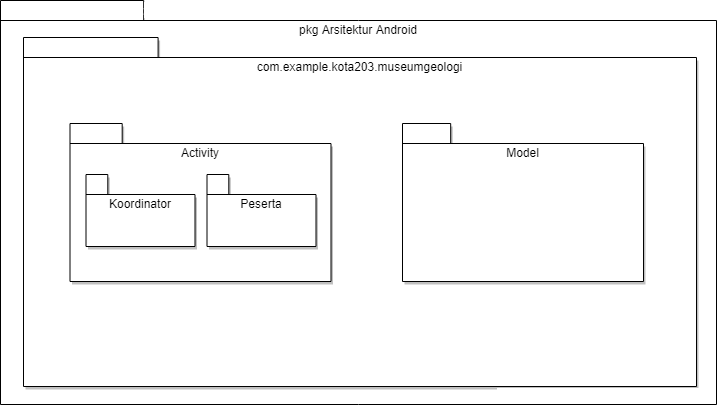 pkg Arsitektur Android
com.example.kota203.museumgeologi
Activity
Koordinator
Peserta
Model